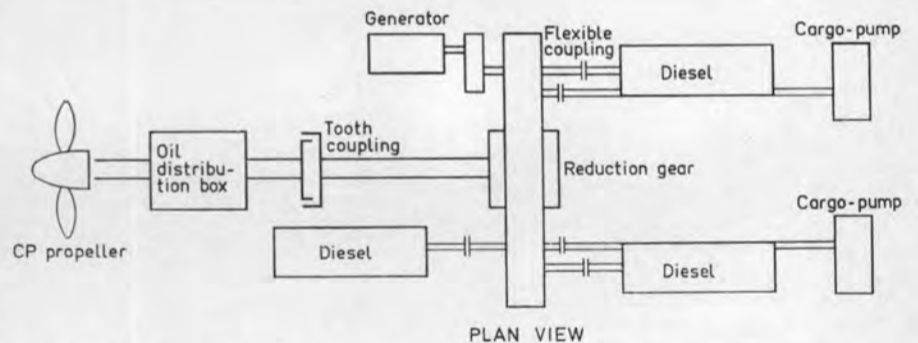 Generator
Flexible
coupling
Cargo-pump
Diesel
Tooth
coupling
Oil
distribu-
tion box
Reduction gear
CP propeller
Cargo-pump
Diesel
Diesel
PLAN VIEW